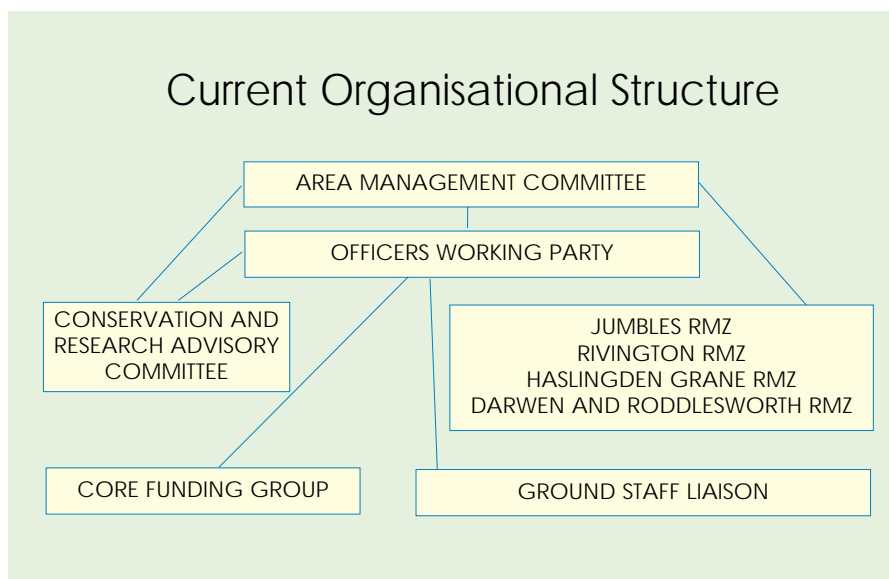 Current Organisational Structure
AREA MANAGEMENT COMMITTEE
OFFICERS WORKING PARTY
CONSERVATION AND
RESEARCH ADVISORY
COMMITTEE
JUMBLES RMZ
RIVINGTON RMZ
HASLINGDEN GRANE RMZ
DARWEN AND RODDLESWORTH RMZ
CORE FUNDING GROUP
GROUND STAFF LIAISON